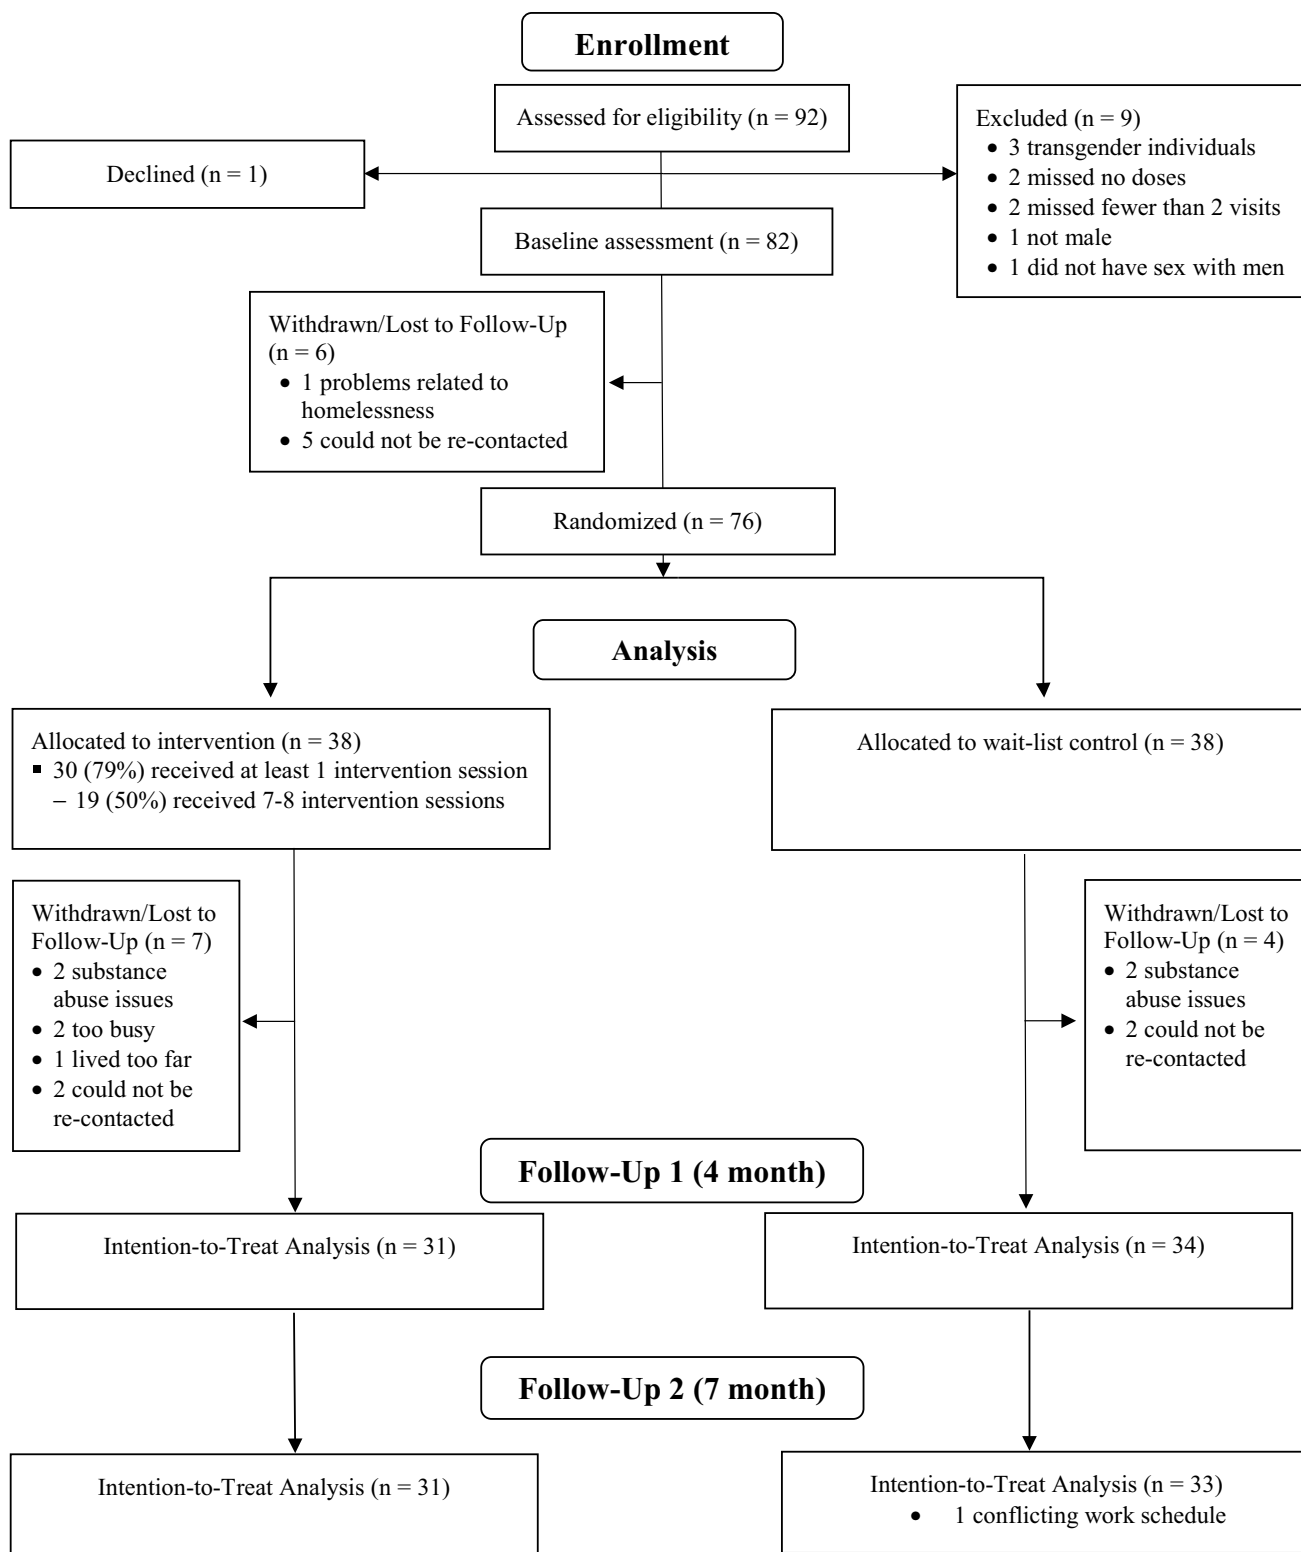 Enrollment
Assessed for eligibility (n = 92)
Declined (n = 1)
Excluded (n = 9)
• 3 transgender individuals
• 2 missed no doses
• 2 missed fewer than 2 visits
• 1 not male
• 1 did not have sex with men
Baseline assessment (n = 82)
Withdrawn/Lost to Follow-Up
(n = 6)
• 1 problems related to
homelessness
• 5 could not be re-contacted
Randomized (n = 76)
Analysis
Allocated to intervention (n = 38)
▪ 30 (79%) received at least 1 intervention session
– 19 (50%) received 7-8 intervention sessions
Allocated to wait-list control (n = 38)
Withdrawn/Lost to
Follow-Up (n = 7)
• 2 substance
abuse issues
• 2 too busy
• 1 lived too far
• 2 could not be
re-contacted
Withdrawn/Lost to
Follow-Up (n = 4)
• 2 substance
abuse issues
• 2 could not be
re-contacted
Follow-Up 1 (4 month)
Intention-to-Treat Analysis (n = 31)
Intention-to-Treat Analysis (n = 34)
Follow-Up 2 (7 month)
Intention-to-Treat Analysis (n = 31)
Intention-to-Treat Analysis (n = 33)
• 1 conflicting work schedule